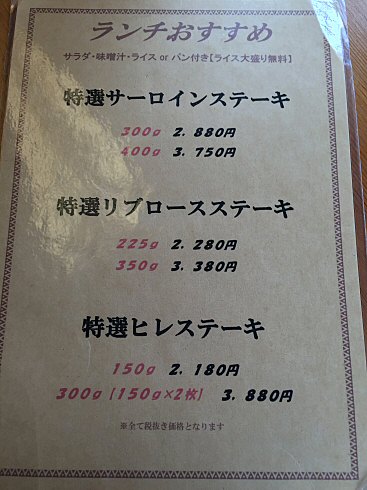 ランチおすすめ
サラダ・味噌汁・ライス or パン付き【ライス大盛り無料】
特選サーロインステーキ
300g 2.880円
400g 3.750円
特選リブロースステーキ
225g 2.280円
350g 3.380円
特選ヒレステーキ
150g 2.180円
300g 【150g×2枚】 3.880円
※全て税抜き価格となります